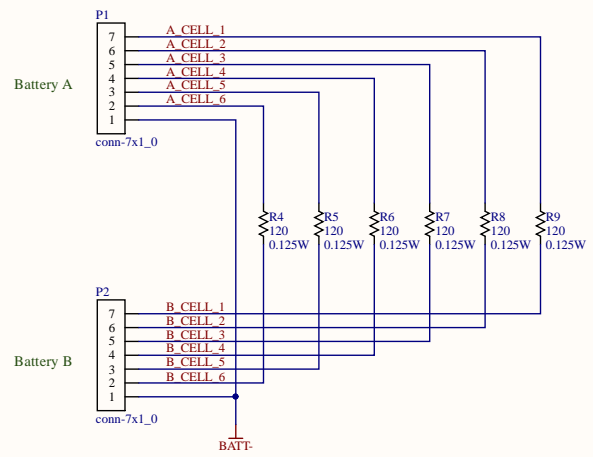 P1
7 A_CELL_1
6 A_CELL_2
5 A_CELL_3
4 A_CELL_4
3 A_CELL_5
2 A_CELL_6
1
Battery A
conn-7x1_0
R4 R5 R6 R7 R8 R9
120 120 120 120 120 120
0.125W 0.125W 0.125W 0.125W 0.125W 0.125W
P2
7 B_CELL_1
6 B_CELL_2
5 B_CELL_3
4 B_CELL_4
3 B_CELL_5
2 B_CELL_6
1
Battery B
conn-7x1_0
BATT-